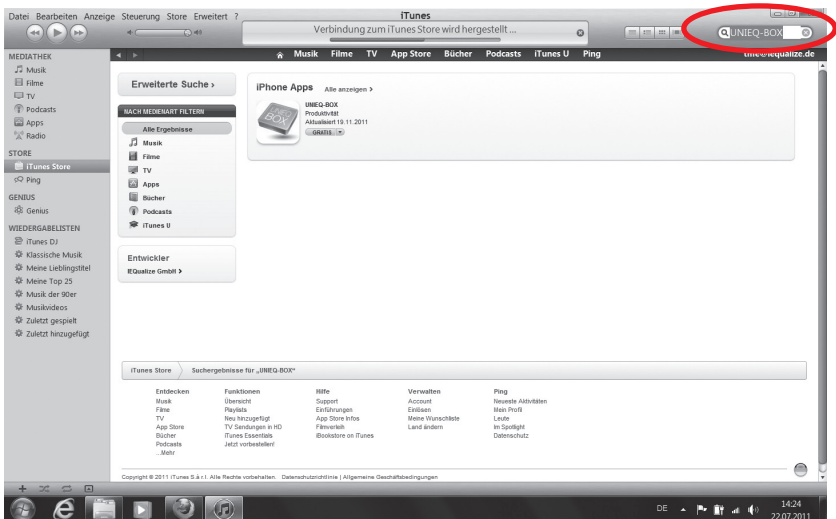 Datei Bearbeiten Anzeige Steuerung Store Erweitert ?
iTunes
Verbindung zum iTunes Store wird hergestellt ...
UNIEQ-BOX
MEDIATHEK
Musik
Filme
TV
Podcasts
Apps
Radio
STORE
iTunes Store
Ping
GENIUS
Genius
WIEDERGABELISTEN
iTunes DJ
Klassische Musik
Meine Lieblingstitel
Meine Top 25
Musik der 90er
Musikvideos
Zuletzt gespielt
Zuletzt hinzugefügt
Musik Filme TV App Store Bücher Podcasts iTunes U Ping
Erweiterte Suche ›
NACH MEDIENART FILTERN
Alle Ergebnisse
Musik
Filme
TV
Apps
Bücher
Podcasts
iTunes U
Entwickler
IEQualize GmbH ›
iPhone Apps Alle anzeigen ›
UNIEQ-BOX
Produktivität
Aktualisiert 19.11.2011
GRATIS
BOX
iTunes Store Suchergebnisse für „UNIEQ-BOX“
Entdecken
Musik
Filme
TV
App Store
Bücher
Podcasts
...Mehr
Funktionen
Übersicht
Playlists
Neu hinzugefügt
TV Sendungen in HD
iTunes Essentials
Jetzt vorbestellen!
Hilfe
Support
Einführungen
App Store Infos
Filmverleih
iBookstore on iTunes
Verwalten
Account
Einlösen
Meine Wunschliste
Land ändern
Ping
Neueste Aktivitäten
Mein Profil
Leute
Im Spotlight
Datenschutz
Copyright © 2011 iTunes S.à r.l. Alle Rechte vorbehalten. Datenschutzrichtlinie | Allgemeine Geschäftsbedingungen
DE
14:24
22.07.2011